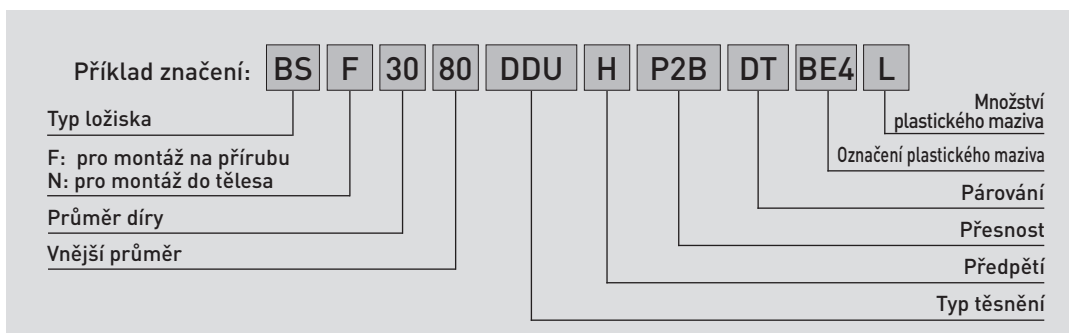 Příklad značení: BS F 30 80 DDU H P2B DT BE4 L
Typ ložiska
F: pro montáž na přírubu
N: pro montáž do tělesa
Průměr díry
Vnější průměr
Množství
plastického maziva
Označení plastického maziva
Párování
Přesnost
Předpětí
Typ těsnění